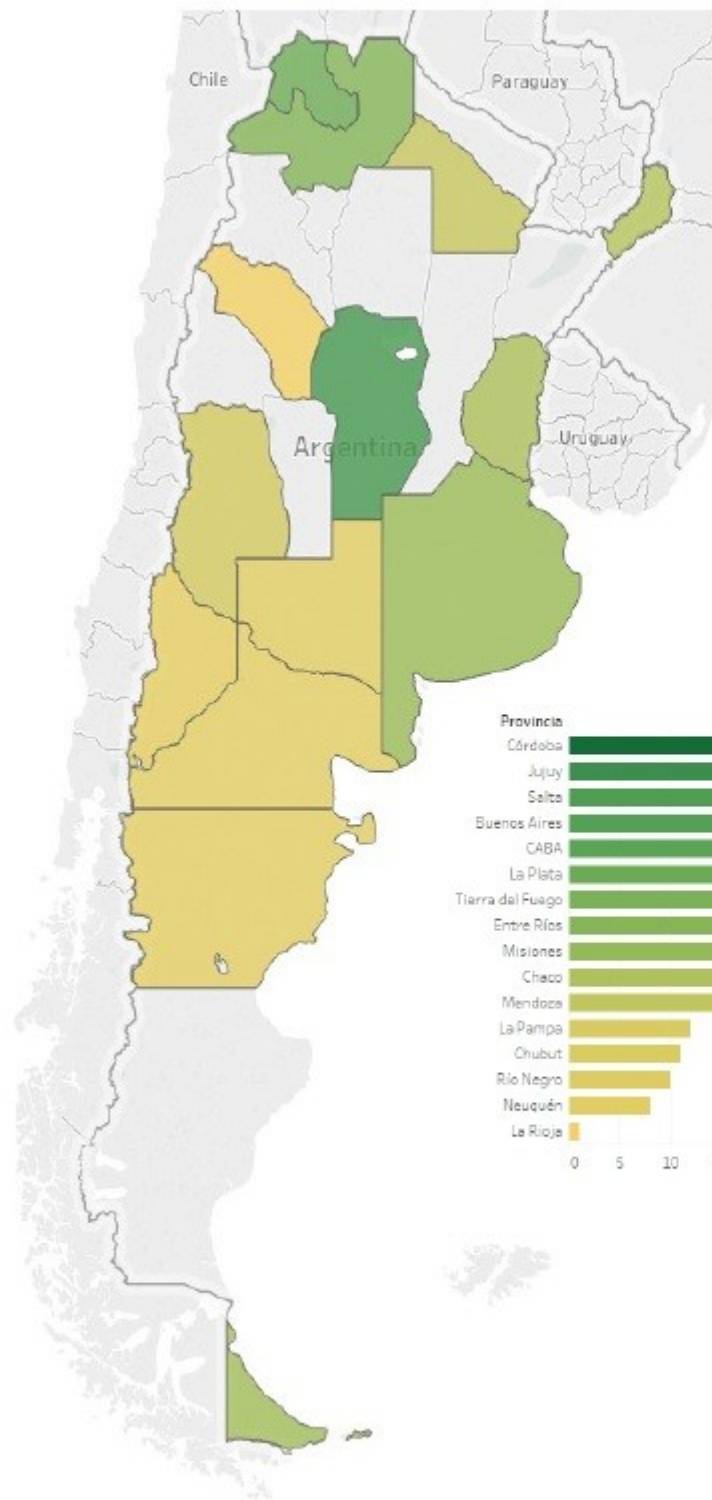 Chile
Paraguay
Argentina
Uruguay
Provincia
Córdoba
Jujuy
Salta
Buenos Aires
CABA
La Plata
Tierra del Fuego
Entre Ríos
Misiones
Chaco
Mendoza
La Pampa
Chubut
Río Negro
Neuquén
La Rioja
0 5 10